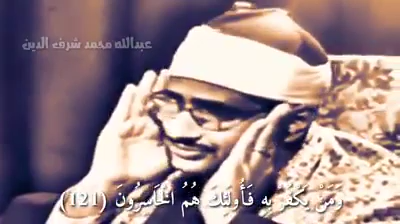 عبدالله محمد شرف الدين
وَمَنْ يَكْفُرْ بِهِ فَأُولَٰئِكَ هُمُ الْخَاسِرُونَ (121)